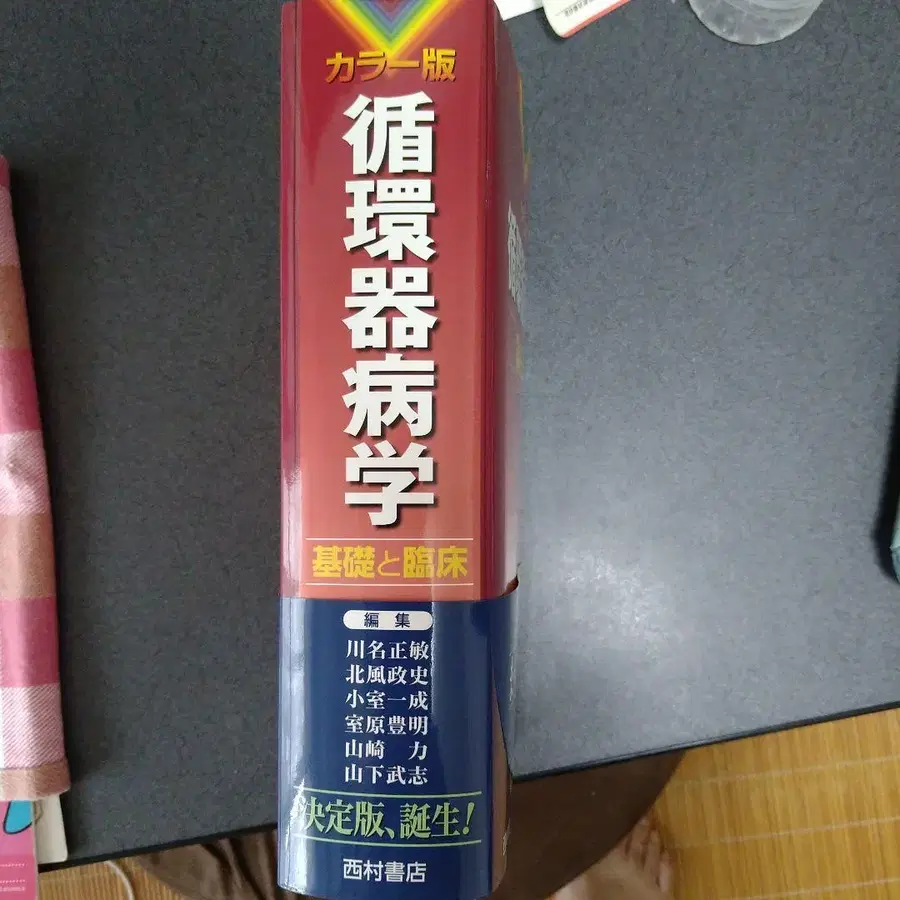 カラー版
循環器病学
基礎と臨床
編集
川名正敏
北風政史
小室一成
室原豊明
山崎 力
山下武志
決定版、誕生!
西村書店